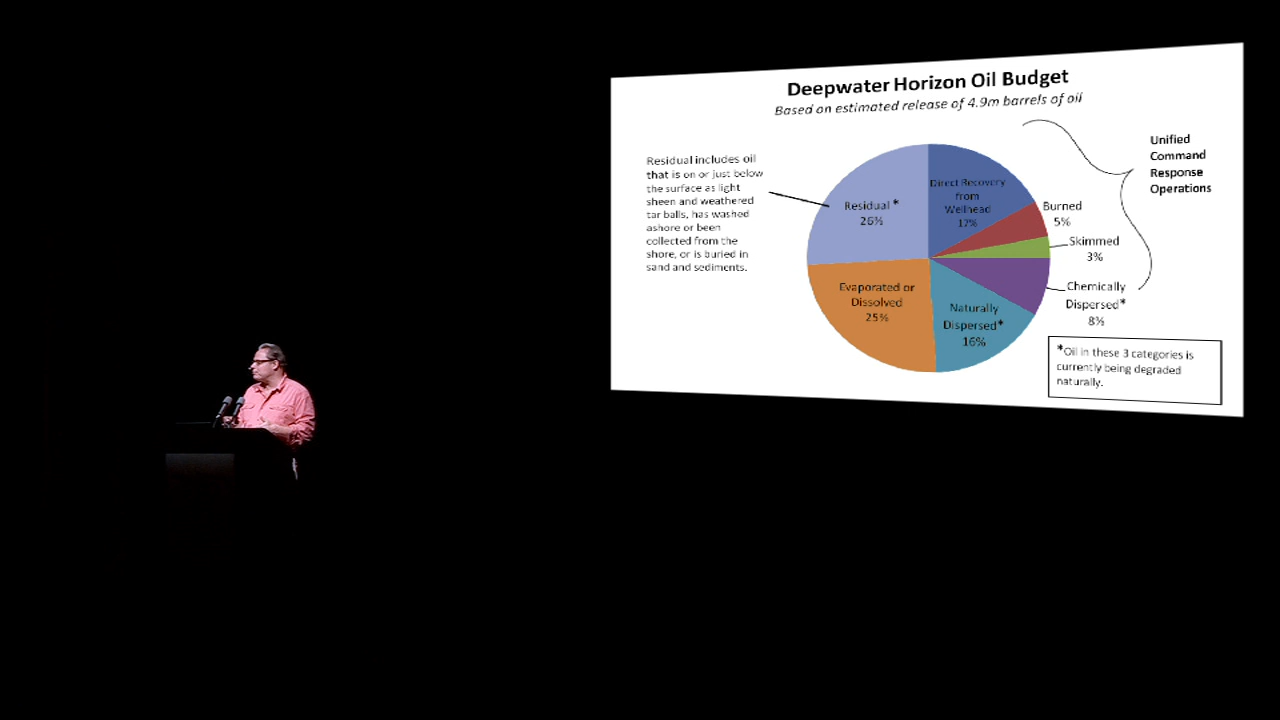 Deepwater Horizon Oil Budget
Based on estimated release of 4.9m barrels of oil
Residual includes oil
that is on or just below
the surface as light
sheen and weathered
tar balls, has washed
ashore or been
collected from the
shore, or is buried in
sand and sediments.
Residual *
26%
Direct Recovery
from
Wellhead
17%
Burned
5%
Skimmed
3%
Chemically
Dispersed*
8%
Naturally
Dispersed*
16%
Evaporated or
Dissolved
25%
Unified
Command
Response
Operations
*Oil in these 3 categories is
currently being degraded
naturally.